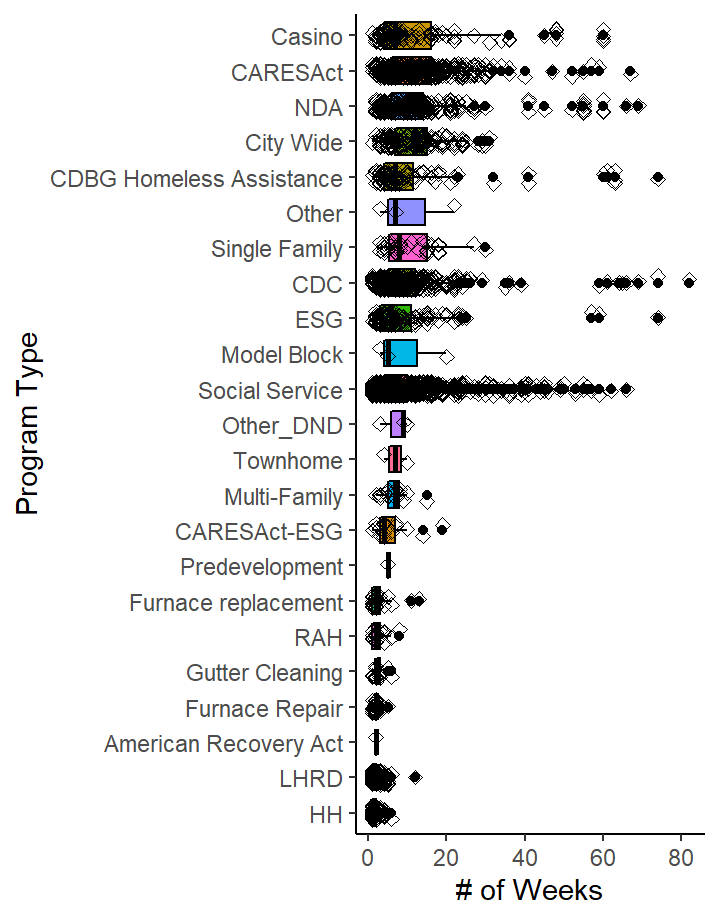 Casino
CARESAct
NDA
City Wide
CDBG Homeless Assistance
Other
Single Family
CDC
ESG
Model Block
Social Service
Other_DND
Townhome
Multi-Family
CARESAct-ESG
Predevelopment
Furnace replacement
RAH
Gutter Cleaning
Furnace Repair
American Recovery Act
LHRD
HH
Program Type
0 20 40 60 80
# of Weeks